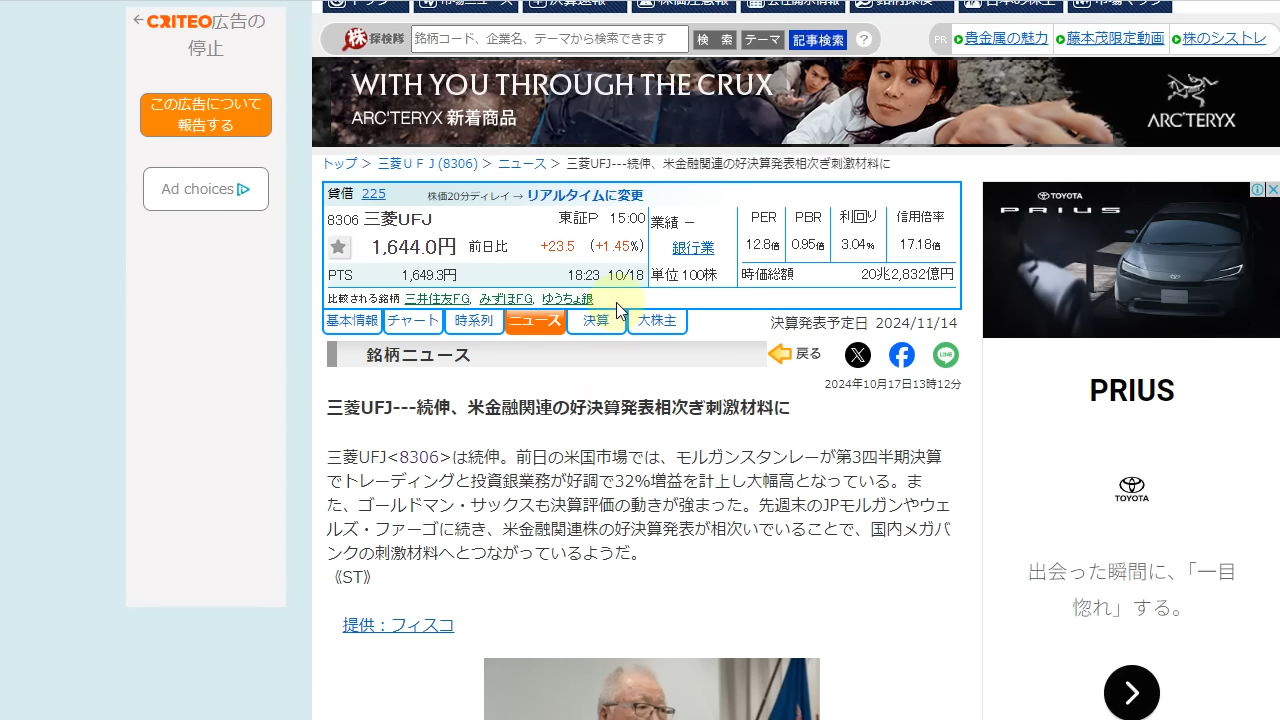 CRITEO広告の
停止
この広告について
報告する
Ad choices
株探検隊
銘柄コード、企業名、テーマから検索できます
検 索
テーマ
記事検索
?
PR
貴金属の魅力
藤本茂限定動画
株のシストレ
WITH YOU THROUGH THE CRUX
ARC'TERYX 新着商品
ARC'TERYX
トップ > 三菱ＵＦＪ(8306) > ニュース > 三菱UFJ---続伸、米金融関連の好決算発表相次ぎ刺激材料に
貸借 225 株価20分ディレイ → リアルタイムに変更
8306 三菱UFJ 東証P 15:00
1,644.0円 前日比 +23.5 (+1.45%)
PTS 1,649.3円 18:23 10/18
業績 －
銀行業
単位 100株
PER PBR 利回り 信用倍率
12.8倍 0.95倍 3.04% 17.18倍
時価総額 20兆2,832億円
比較される銘柄 三井住友FG, みずほFG, ゆうちょ銀
基本情報 チャート 時系列 ニュース 決算 大株主
決算発表予定日 2024/11/14
銘柄ニュース
戻る
LINE
2024年10月17日13時12分
三菱UFJ---続伸、米金融関連の好決算発表相次ぎ刺激材料に
三菱UFJ<8306>は続伸。前日の米国市場では、モルガンスタンレーが第3四半期決算
でトレーディングと投資銀業務が好調で32%増益を計上し大幅高となっている。ま
た、ゴールドマン・サックスも決算評価の動きが強まった。先週末のJPモルガンやウェ
ルズ・ファーゴに続き、米金融関連株の好決算発表が相次いでいることで、国内メガバ
ンクの刺激材料へとつながっているようだ。
《ST》
提供：フィスコ
TOYOTA
PRIUS
PRIUS
TOYOTA
出会った瞬間に、「一目
惚れ」する。